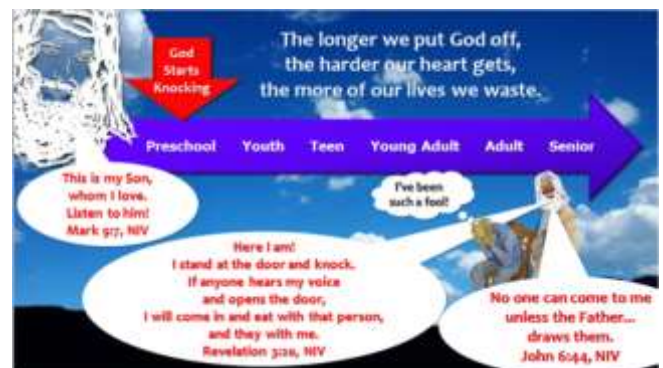 God
Starts
Knocking
The longer we put God off,
the harder our heart gets,
the more of our lives we waste.
Preschool Youth Teen Young Adult Adult Senior
This is my Son,
whom I love.
Listen to him!
Mark 9:7, NIV
I've been
such a fool!
Here I am!
I stand at the door and knock.
If anyone hears my voice
and opens the door,
I will come in and eat with that person,
and they with me.
Revelation 3:20, NIV
No one can come to me
unless the Father...
draws them.
John 6:44, NIV